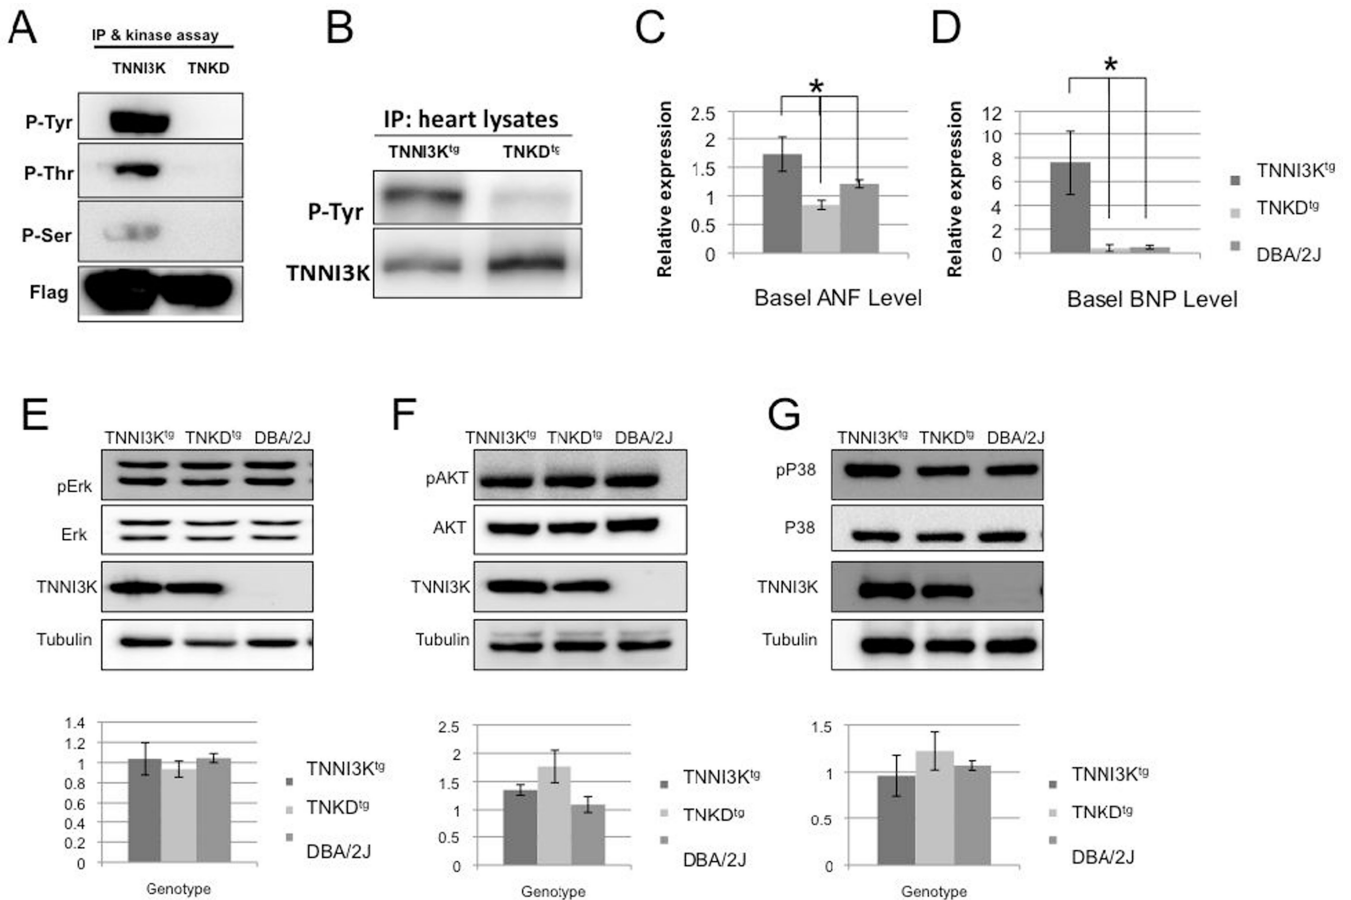 A
IP & kinase assay
TNNI3K TNKD
P-Tyr
P-Thr
P-Ser
Flag
B
IP: heart lysates
TNNI3Ktg TNKDtg
P-Tyr
TNNI3K
C
*
Relative expression
2.5
2
1.5
1
0.5
0
Basel ANF Level
D
*
Relative expression
12
10
8
6
4
2
0
Basel BNP Level
TNNI3Ktg
TNKDtg
DBA/2J
E
TNNI3Ktg TNKDtg DBA/2J
pErk
Erk
TNNI3K
Tubulin
1.4
1.2
1
0.8
0.6
0.4
0.2
0
Genotype
TNNI3Ktg
TNKDtg
DBA/2J
F
TNNI3Ktg TNKDtg DBA/2J
pAKT
AKT
TNNI3K
Tubulin
2.5
2
1.5
1
0.5
0
Genotype
TNNI3Ktg
TNKDtg
DBA/2J
G
TNNI3Ktg TNKDtg DBA/2J
pP38
P38
TNNI3K
Tubulin
1.5
1
0.5
0
Genotype
TNNI3Ktg
TNKDtg
DBA/2J